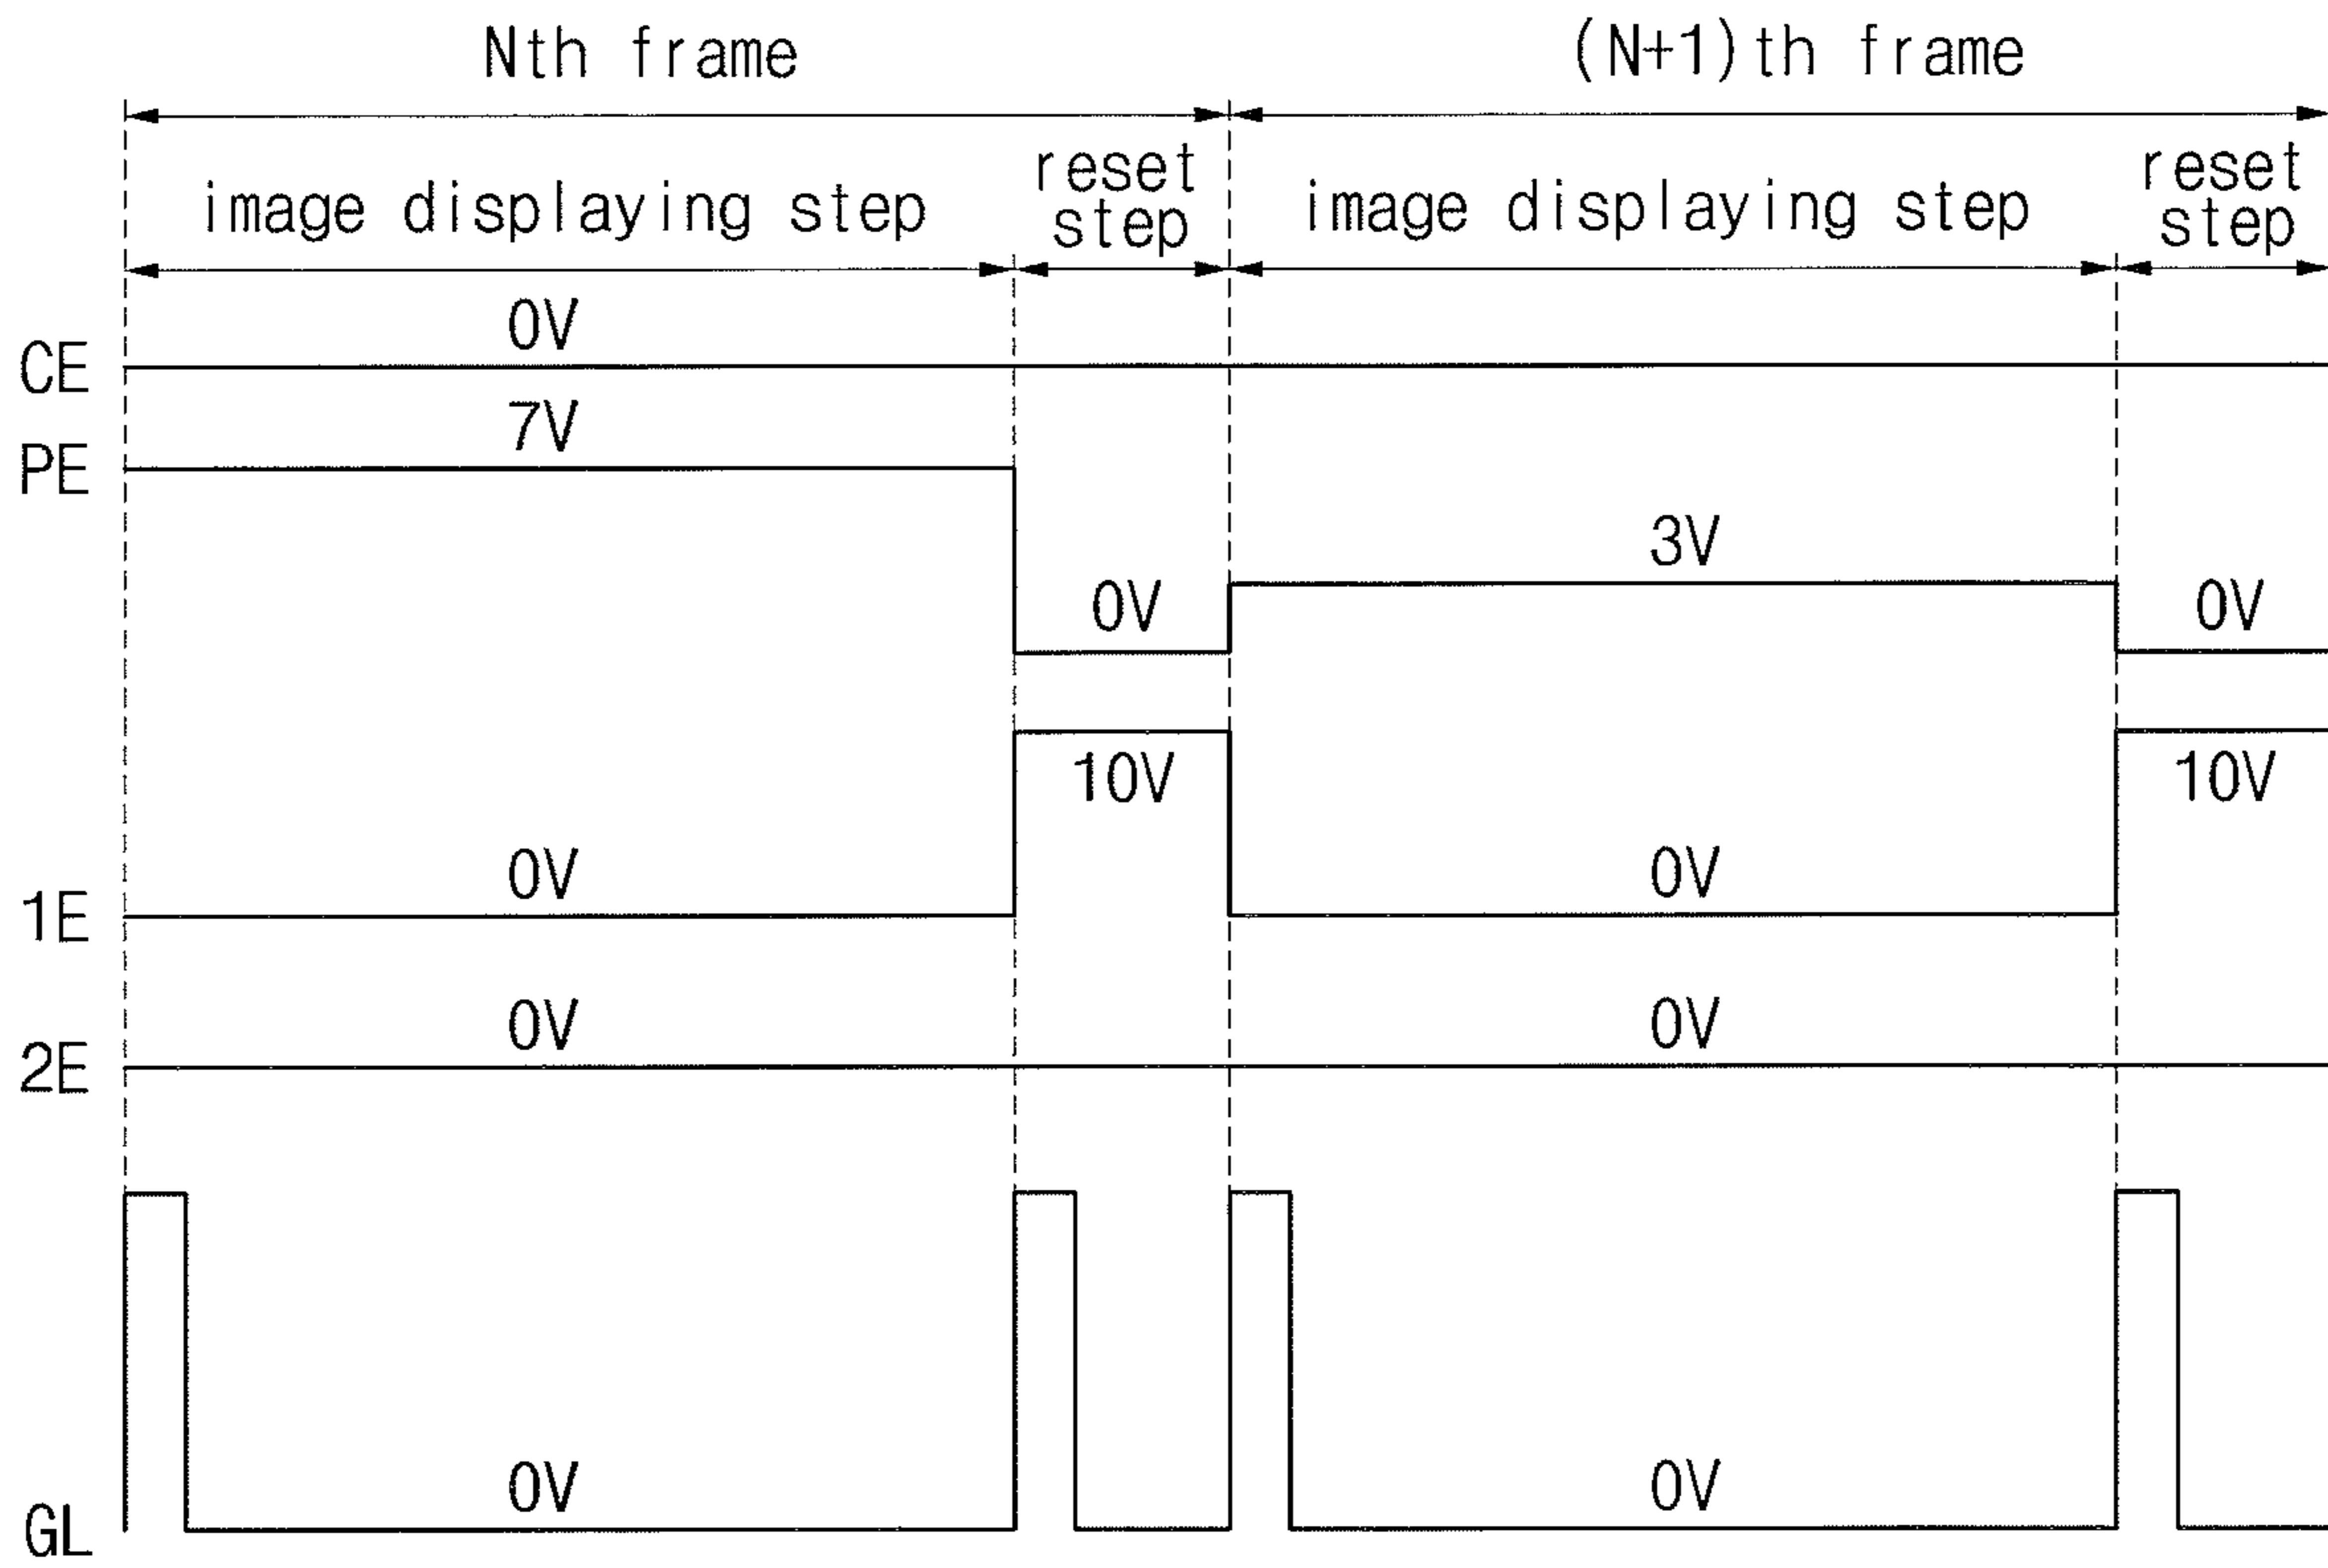 Nth frame
(N+1)th frame
image displaying step
reset
step
image displaying step
reset
step
0V
CE
7V
PE
3V
0V
0V
10V
10V
0V
0V
1E
0V
0V
2E
0V
0V
GL